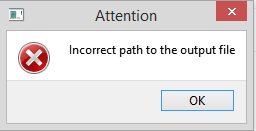 Attention
Incorrect path to the output file
OK